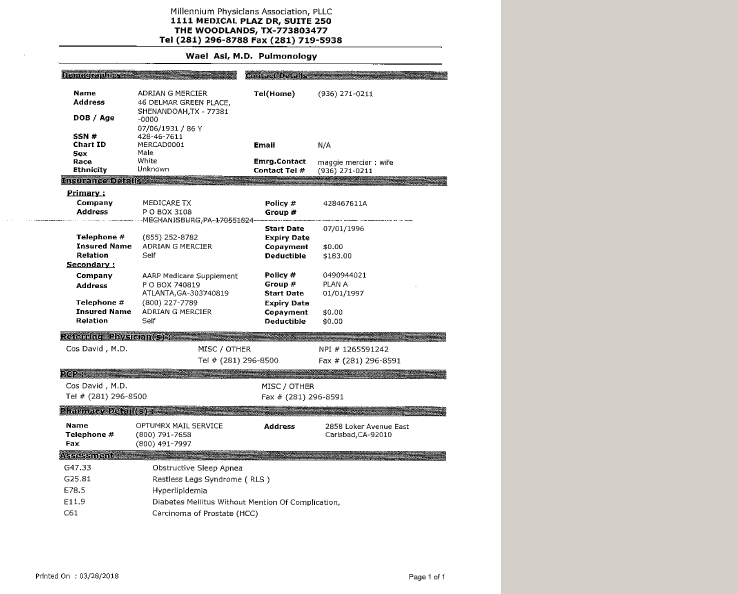 Millennium Physicians Association, PLLC
1111 MEDICAL PLAZ DR, SUITE 250
THE WOODLANDS, TX-773803477
Tel (281) 296-8788 Fax (281) 719-5938
Wael Asi, M.D. Pulmonology
Demographics : Contact Details :
Name ADRIAN G MERCIER Tel(Home) (936) 271-0211
Address 46 DELMAR GREEN PLACE,
SHENANDOAH,TX - 77381
-0000
DOB / Age 07/06/1931 / 86 Y
SSN # 428-46-7611
Chart ID MERCAD0001 Email N/A
Sex Male
Race White Emrg.Contact maggie mercier : wife
Ethnicity Unknown Contact Tel # (936) 271-0211
Insurance Details :
Primary :
Company MEDICARE TX Policy # 428467611A
Address P O BOX 3108 Group #
MECHANISBURG,PA-170551824
Start Date 07/01/1996
Telephone # (855) 252-8782 Expiry Date
Insured Name ADRIAN G MERCIER Copayment $0.00
Relation Self Deductible $183.00
Secondary :
Company AARP Medicare Supplement Policy # 0490944021
Address P O BOX 740819 Group # PLAN A
ATLANTA,GA-303740819 Start Date 01/01/1997
Telephone # (800) 227-7789 Expiry Date
Insured Name ADRIAN G MERCIER Copayment $0.00
Relation Self Deductible $0.00
Referring Physician(s) :
Cos David , M.D. MISC / OTHER NPI # 1265591242
Tel # (281) 296-8500 Fax # (281) 296-8591
PCP :
Cos David , M.D. MISC / OTHER
Tel # (281) 296-8500 Fax # (281) 296-8591
Pharmacy Detail(s) :
Name OPTUMRX MAIL SERVICE Address 2858 Loker Avenue East
Telephone # (800) 791-7658 Carlsbad,CA-92010
Fax (800) 491-7997
Assessment :
G47.33 Obstructive Sleep Apnea
G25.81 Restless Legs Syndrome ( RLS )
E78.5 Hyperlipidemia
E11.9 Diabetes Mellitus Without Mention Of Complication,
C61 Carcinoma of Prostate (HCC)
Printed On : 03/28/2018 Page 1 of 1